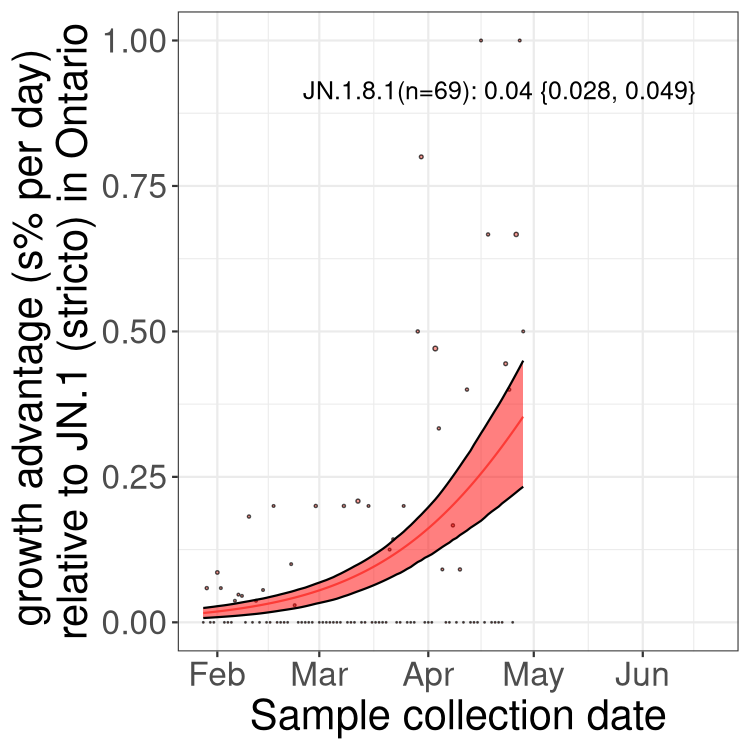 growth advantage (s% per day)
relative to JN.1 (stricto) in Ontario
1.00
0.75
0.50
0.25
0.00
JN.1.8.1(n=69): 0.04 {0.028, 0.049}
Feb Mar Apr May Jun
Sample collection date